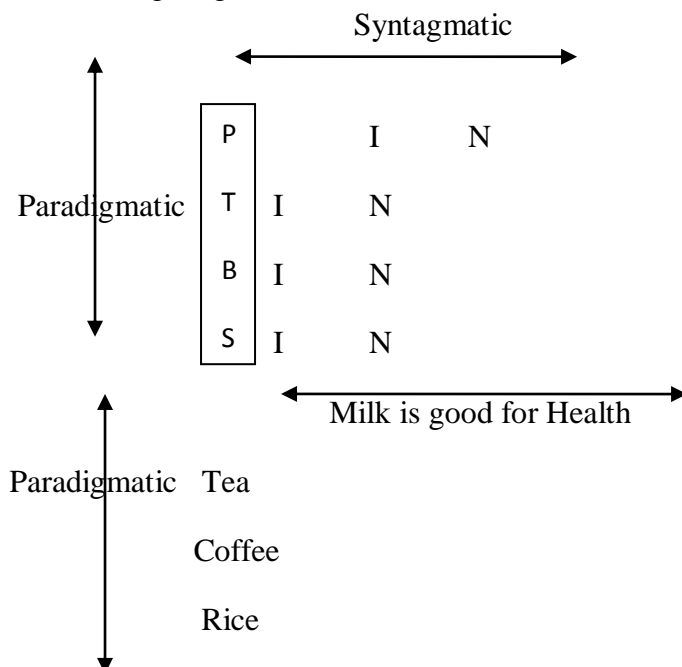 Syntagmatic
P I N
Paradigmatic T I N
B I N
S I N
Milk is good for Health
Paradigmatic Tea
Coffee
Rice